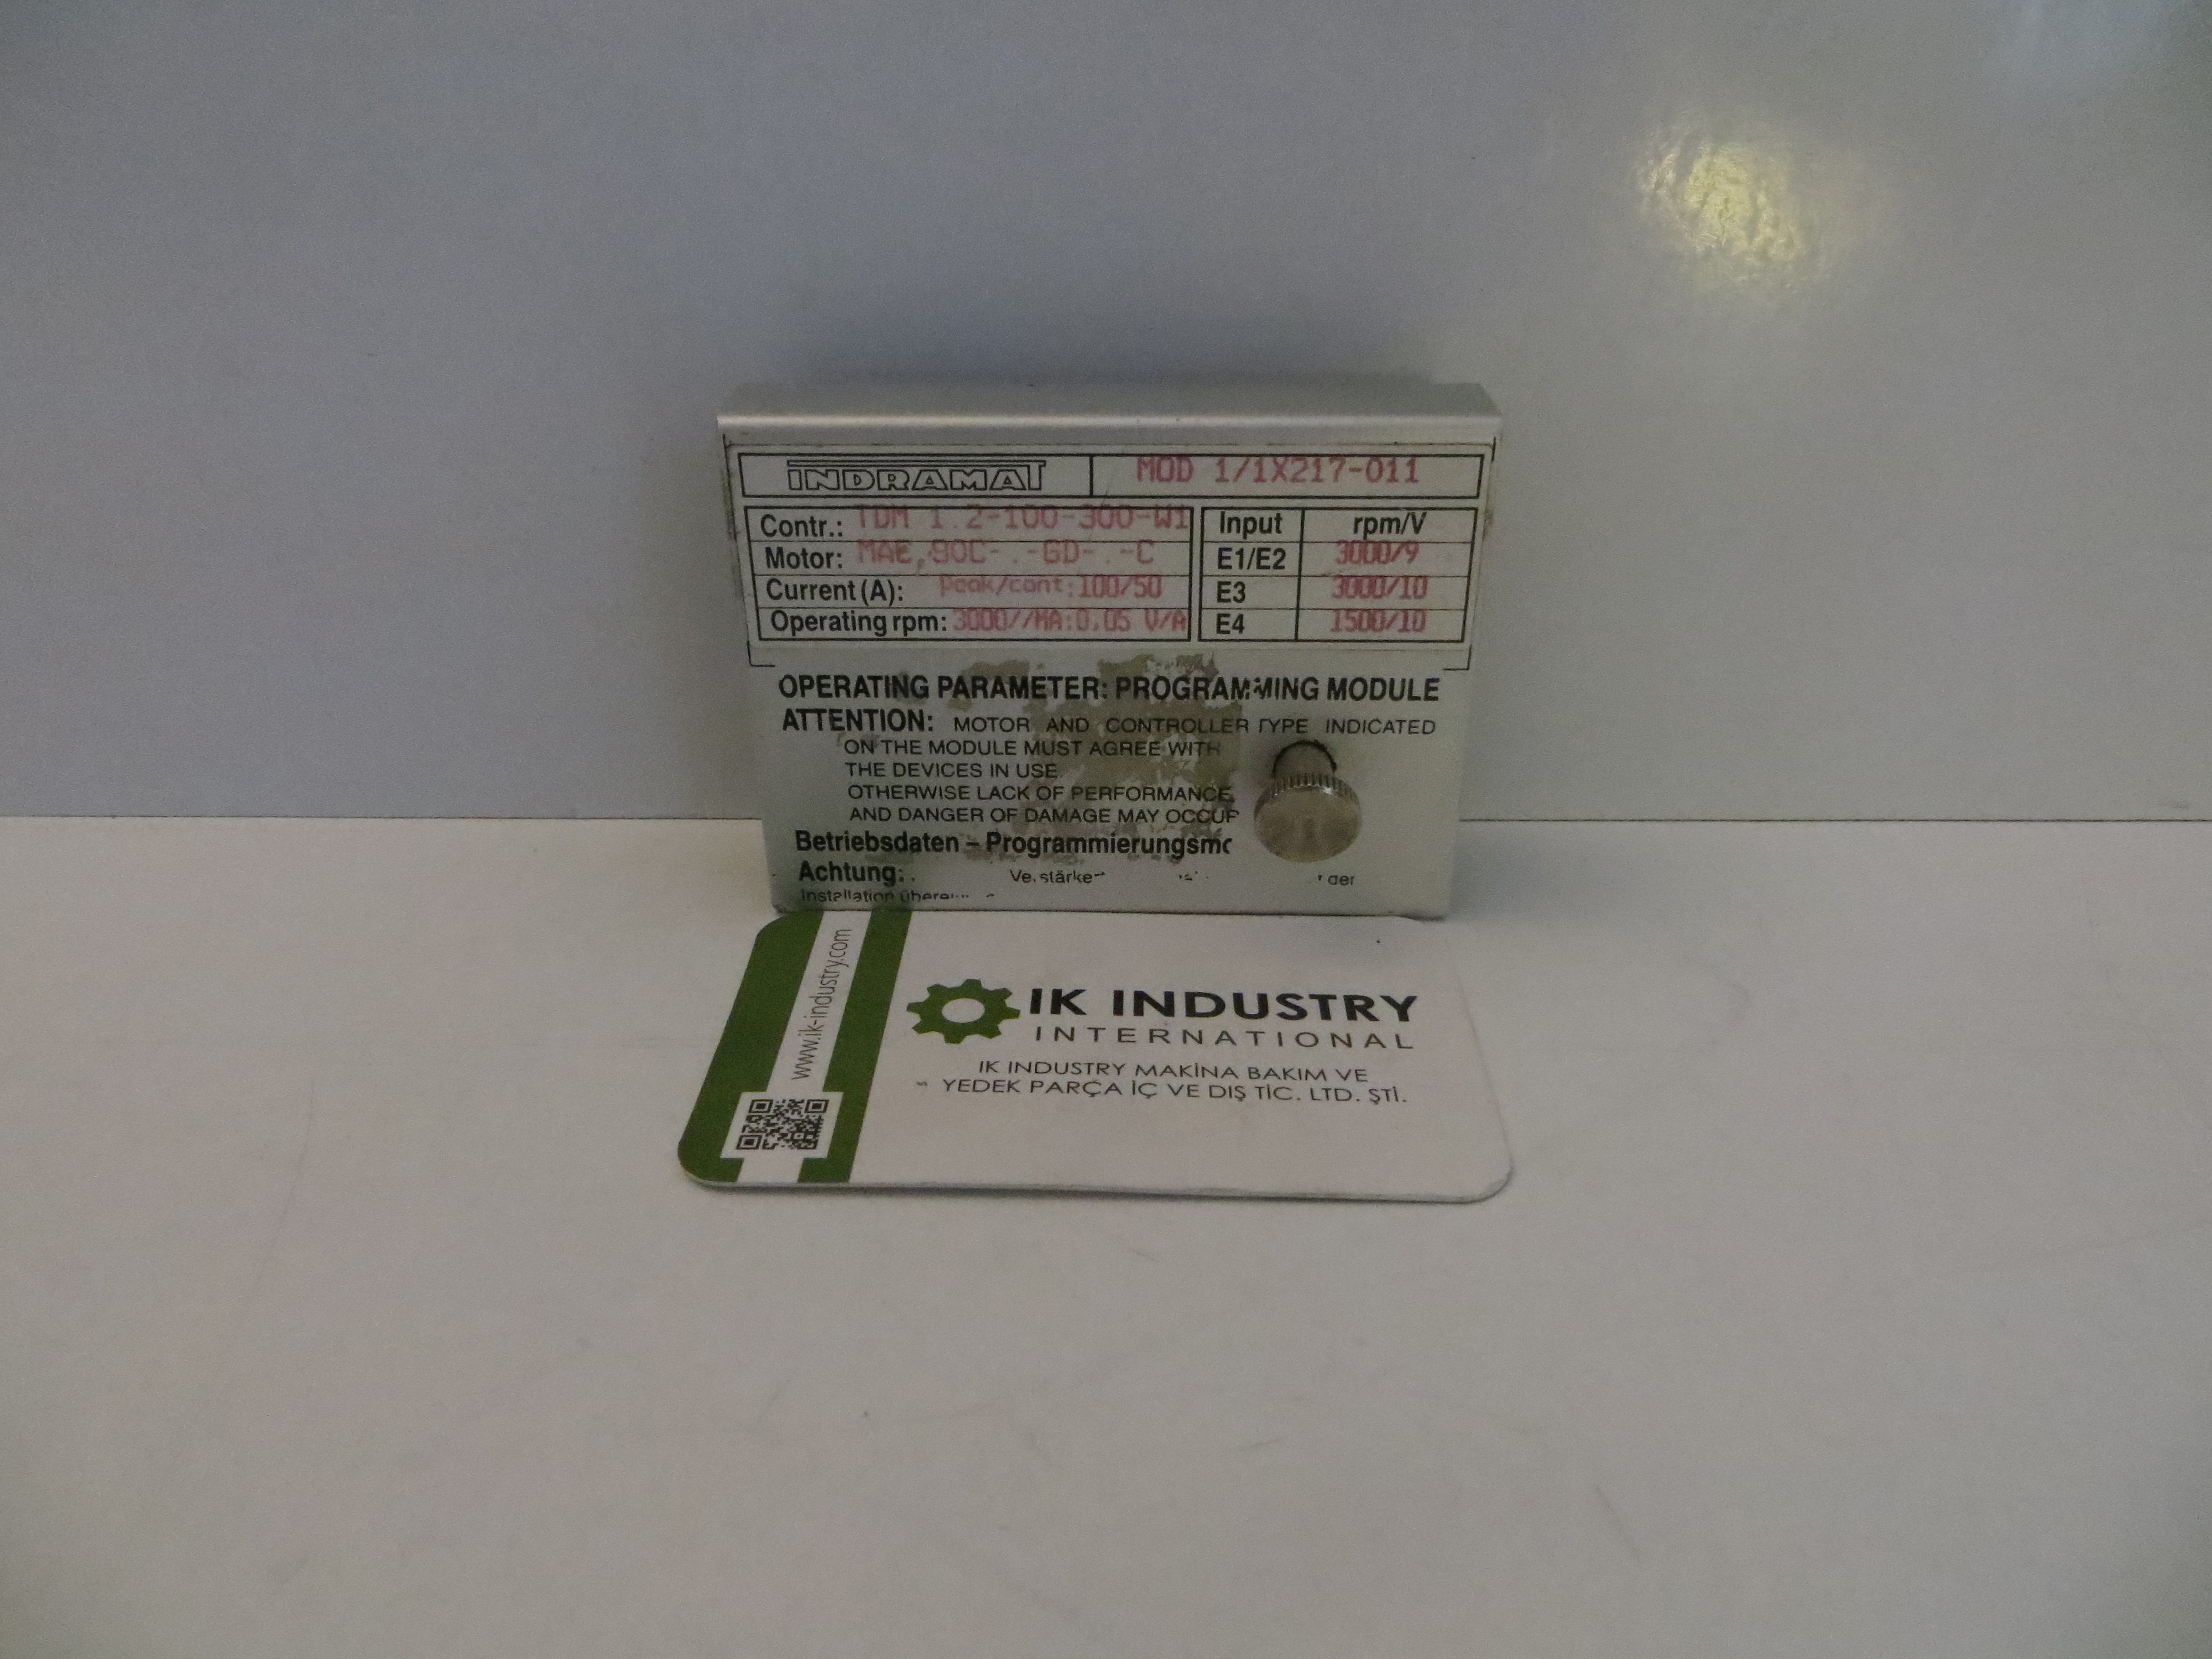 INDRAMAT MOD 1/1X217-011
Contr.: TDM 1.2-100-300-W1
Motor: MAC,90C-.-GD-.-C
Current (A): Peak/cont:100/50
Operating rpm: 3000//MA:0,05 V/A
Input rpm/V
E1/E2 3000/9
E3 3000/10
E4 1500/10
OPERATING PARAMETER: PROGRAMMING MODULE
ATTENTION: MOTOR AND CONTROLLER TYPE INDICATED
ON THE MODULE MUST AGREE WITH
THE DEVICES IN USE.
OTHERWISE LACK OF PERFORMANCE
AND DANGER OF DAMAGE MAY OCCUR
Betriebsdaten – Programmierungsmo
Achtung: der
Installation
www.ik-industry.com
IK INDUSTRY
INTERNATIONAL
IK INDUSTRY MAKİNA BAKIM VE
YEDEK PARÇA İÇ VE DIŞ TİC. LTD. ŞTİ.